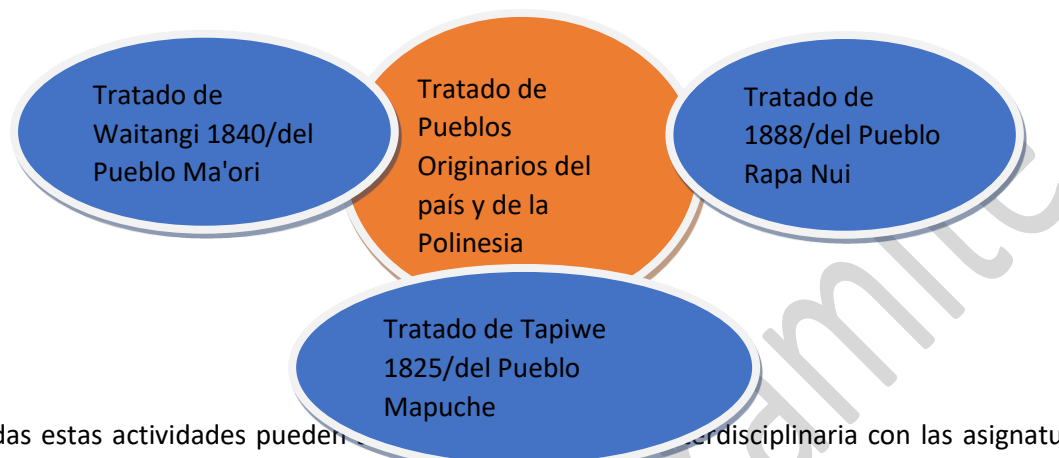 Tratado de
Waitangi 1840/del
Pueblo Ma'ori
Tratado de
Pueblos
Originarios del
país y de la
Polinesia
Tratado de
1888/del Pueblo
Rapa Nui
Tratado de Tapiwe
1825/del Pueblo
Mapuche
das estas actividades pueden erdisciplinaria con las asignatu